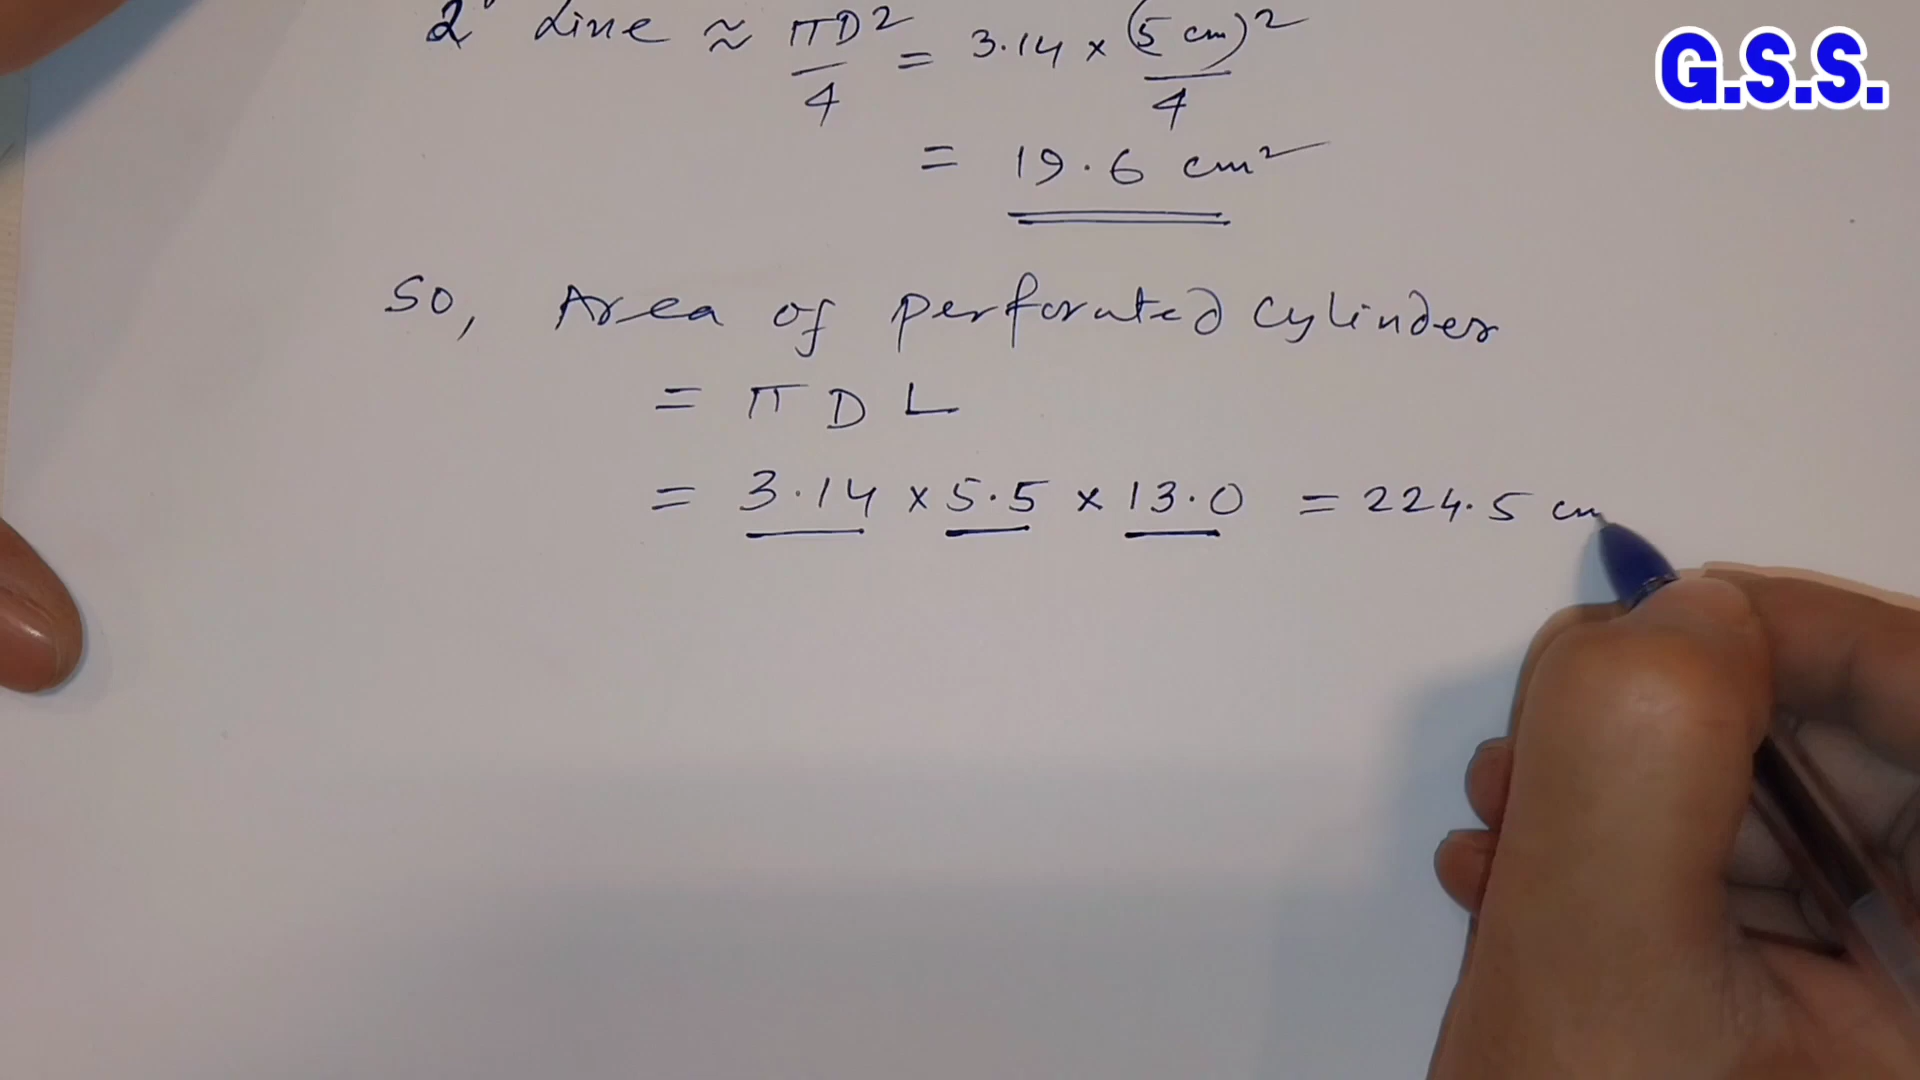 2" Line ≈ πD²/4 = 3.14 × (5 cm)²/4
G.S.S.
= 19.6 cm²
So, Area of perforated cylinder
= π D L
= 3.14 × 5.5 × 13.0 = 224.5 cm